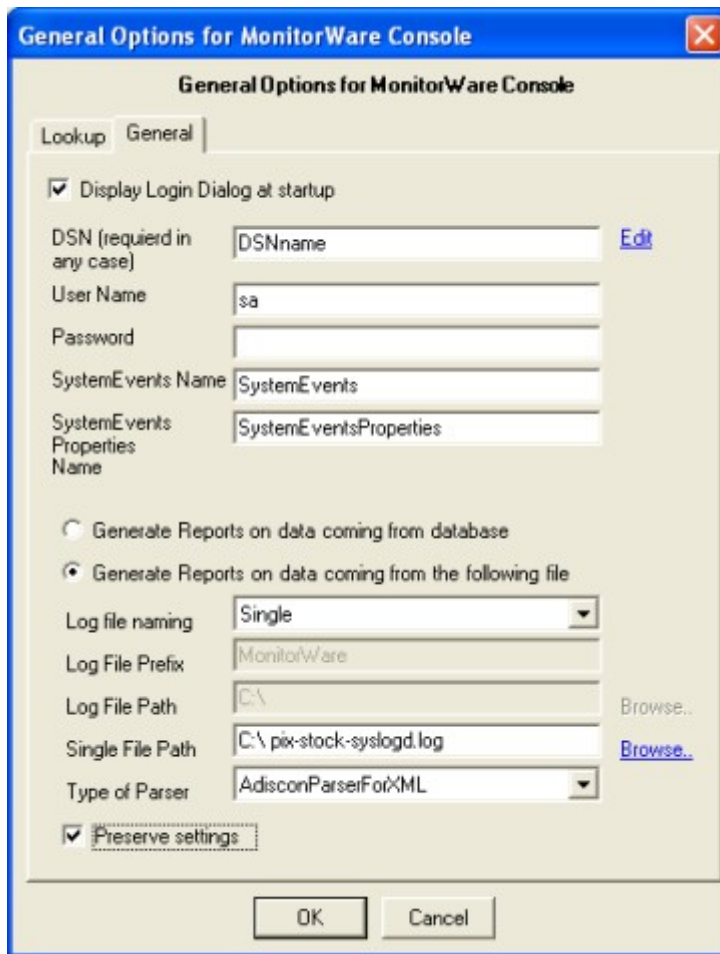 General Options for MonitorWare Console
General Options for MonitorWare Console
Lookup General
Display Login Dialog at startup
DSN (requierd in
any case)
DSNname
Edit
User Name
sa
Password
SystemEvents Name
SystemEvents
SystemEvents
Properties
Name
SystemEventsProperties
Generate Reports on data coming from database
Generate Reports on data coming from the following file
Log file naming
Single
Log File Prefix
MonitorWare
Log File Path
C:\
Browse..
Single File Path
C:\ pix-stock-syslogd.log
Browse..
Type of Parser
AdisconParserForXML
Preserve settings
OK
Cancel